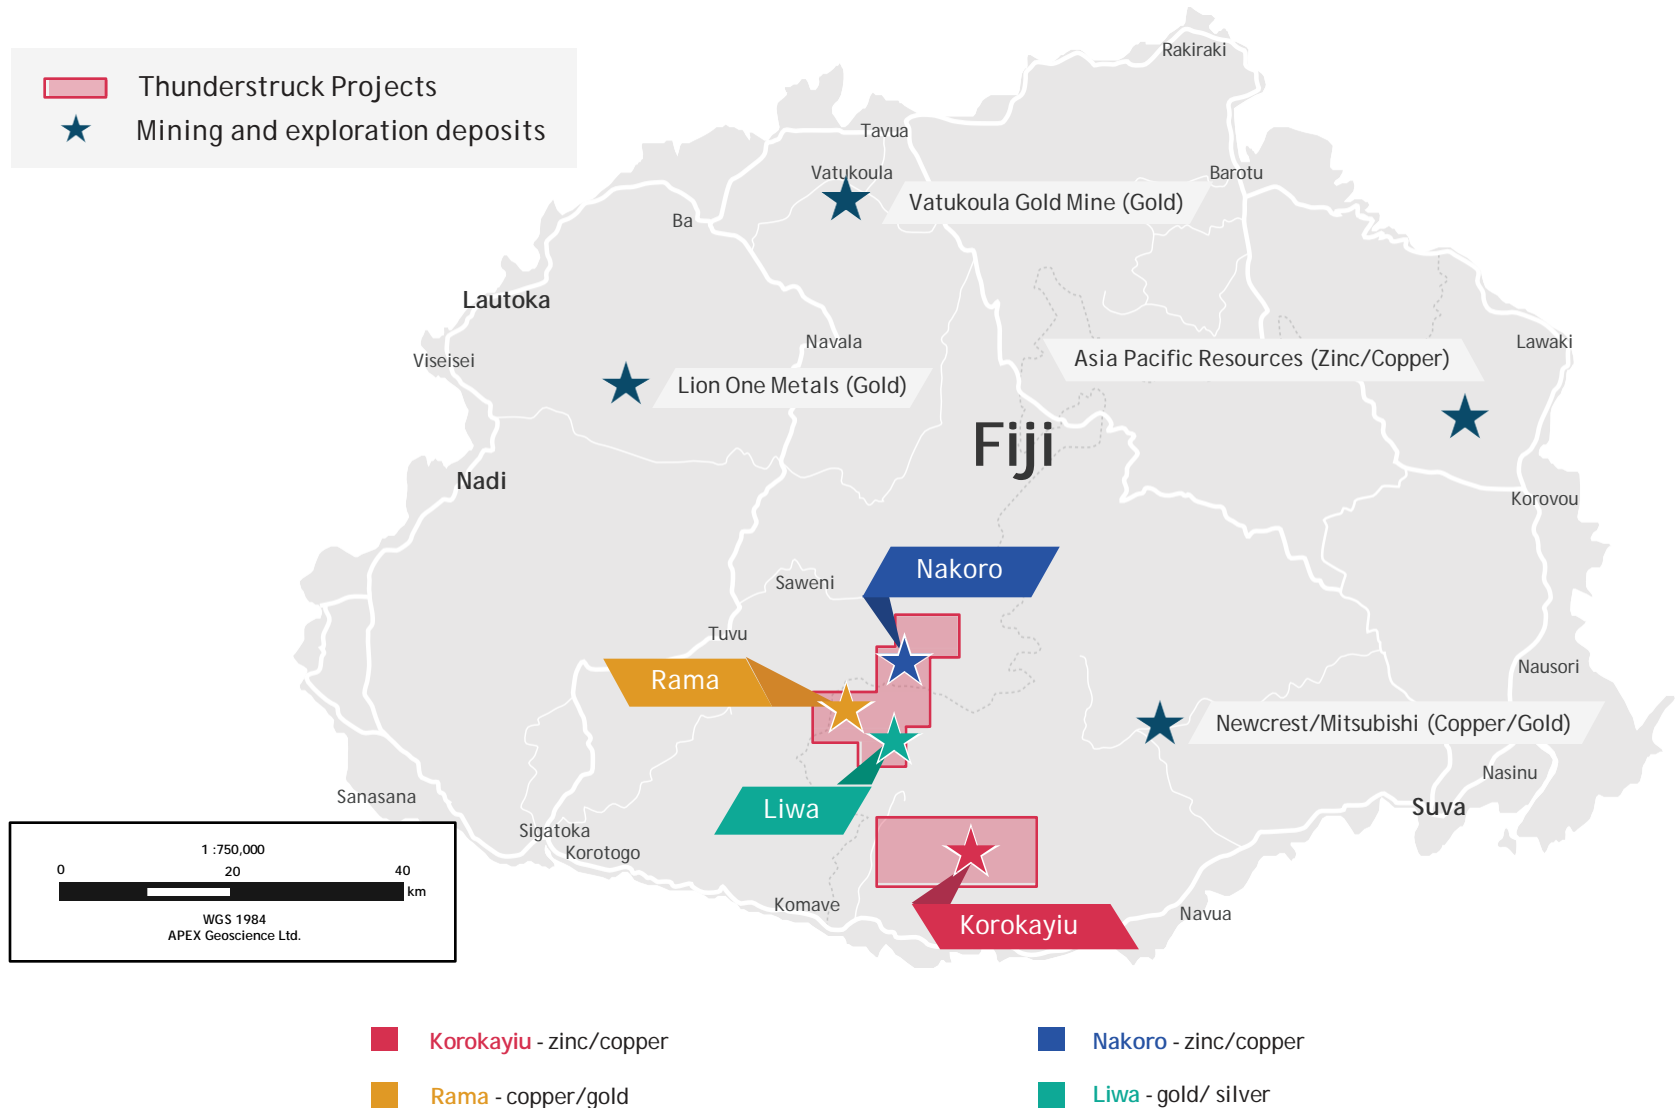 Rakiraki
Thunderstruck Projects
Mining and exploration deposits
Tavua
Vatukoula
Barotu
Vatukoula Gold Mine (Gold)
Ba
Lautoka
Navala
Lawaki
Viseisei
Asia Pacific Resources (Zinc/Copper)
Lion One Metals (Gold)
Fiji
Nadi
Korovou
Nakoro
Saweni
Tuvu
Nausori
Rama
Newcrest/Mitsubishi (Copper/Gold)
Nasinu
Sanasana
Suva
Liwa
Sigatoka
Korotogo
1 :750,000
0 20 40
km
WGS 1984
APEX Geoscience Ltd.
Komave
Navua
Korokayiu
Korokayiu - zinc/copper
Nakoro - zinc/copper
Rama - copper/gold
Liwa - gold/ silver